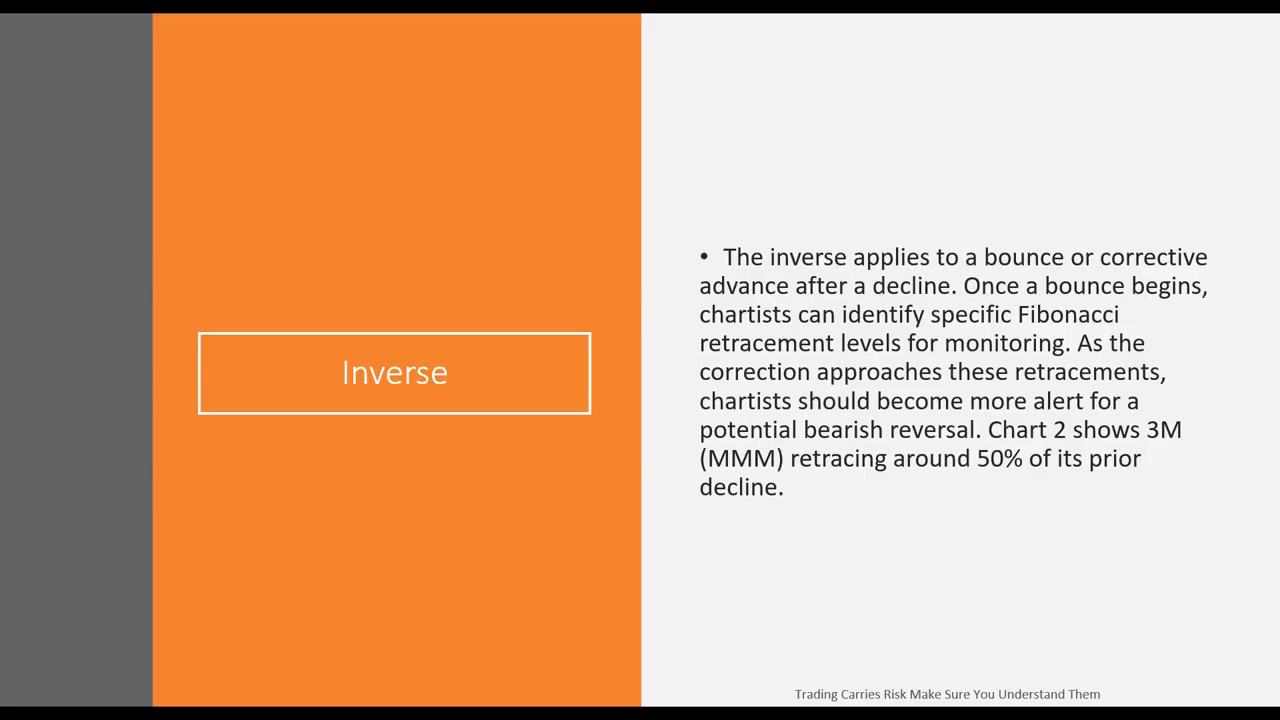 Inverse
• The inverse applies to a bounce or corrective
advance after a decline. Once a bounce begins,
chartists can identify specific Fibonacci
retracement levels for monitoring. As the
correction approaches these retracements,
chartists should become more alert for a
potential bearish reversal. Chart 2 shows 3M
(MMM) retracing around 50% of its prior
decline.
Trading Carries Risk Make Sure You Understand Them